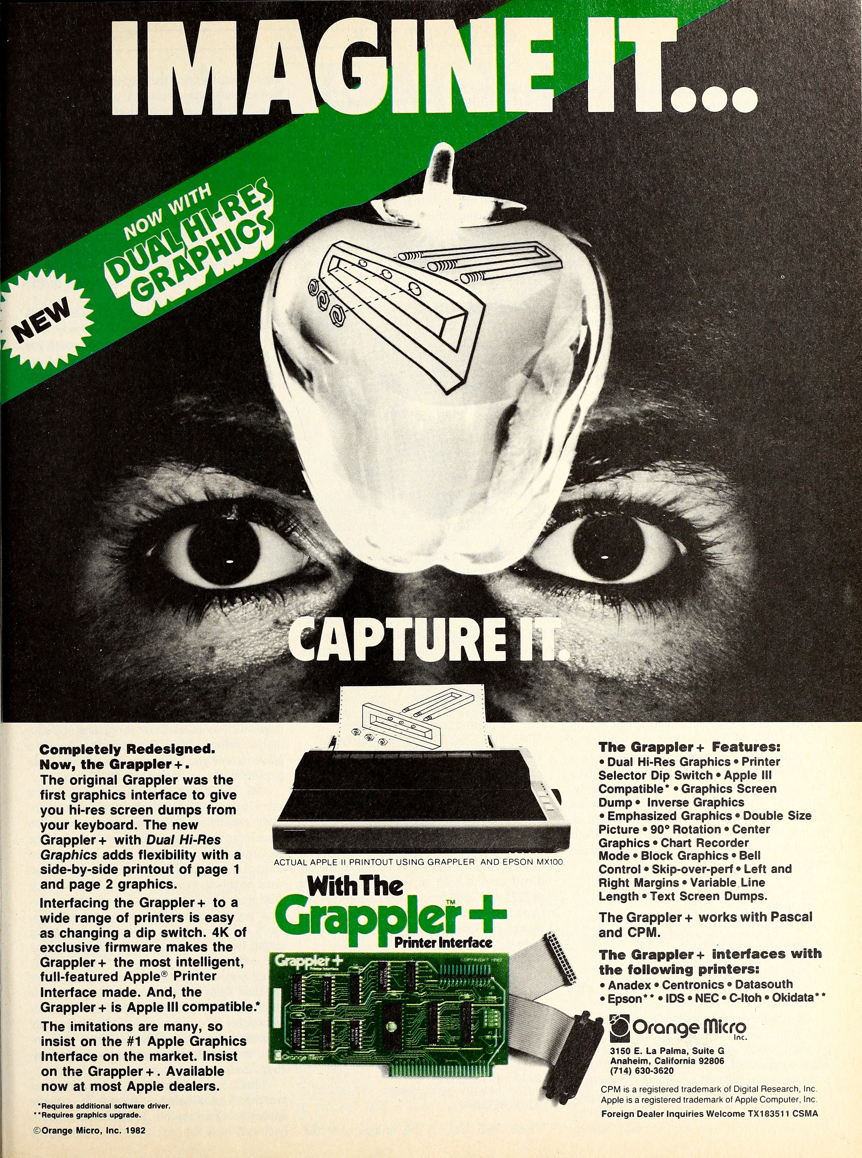 IMAGINE IT...
NOW WITH
DUAL HI-RES
GRAPHICS
NEW
CAPTURE IT.
Completely Redesigned.
Now, the Grappler+.
The original Grappler was the
first graphics interface to give
you hi-res screen dumps from
your keyboard. The new
Grappler+ with Dual Hi-Res
Graphics adds flexibility with a
side-by-side printout of page 1
and page 2 graphics.
Interfacing the Grappler+ to a
wide range of printers is easy
as changing a dip switch. 4K of
exclusive firmware makes the
Grappler+ the most intelligent,
full-featured Apple® Printer
Interface made. And, the
Grappler+ is Apple III compatible.*
The imitations are many, so
insist on the #1 Apple Graphics
Interface on the market. Insist
on the Grappler+. Available
now at most Apple dealers.
*Requires additional software driver.
**Requires graphics upgrade.
©Orange Micro, Inc. 1982
ACTUAL APPLE II PRINTOUT USING GRAPPLER AND EPSON MX100
With The
Grappler+™
Printer Interface
Grappler+
Printer Interface
COPYRIGHT 1982
Orange Micro
The Grappler+ Features:
• Dual Hi-Res Graphics • Printer
Selector Dip Switch • Apple III
Compatible* • Graphics Screen
Dump • Inverse Graphics
• Emphasized Graphics • Double Size
Picture • 90° Rotation • Center
Graphics • Chart Recorder
Mode • Block Graphics • Bell
Control • Skip-over-perf • Left and
Right Margins • Variable Line
Length • Text Screen Dumps.
The Grappler+ works with Pascal
and CPM.
The Grappler+ interfaces with
the following printers:
• Anadex • Centronics • Datasouth
• Epson** • IDS • NEC • C-Itoh • Okidata**
Orange Micro
Inc.
3150 E. La Palma, Suite G
Anaheim, California 92806
(714) 630-3620
CPM is a registered trademark of Digital Research, Inc.
Apple is a registered trademark of Apple Computer, Inc.
Foreign Dealer Inquiries Welcome TX183511 CSMA